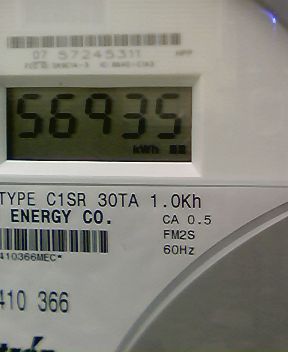 07 57245311
56935
kWh
TYPE C1SR 30TA 1.0Kh
ENERGY CO. CA 0.5
FM2S
410366MEC* 60Hz
410 366